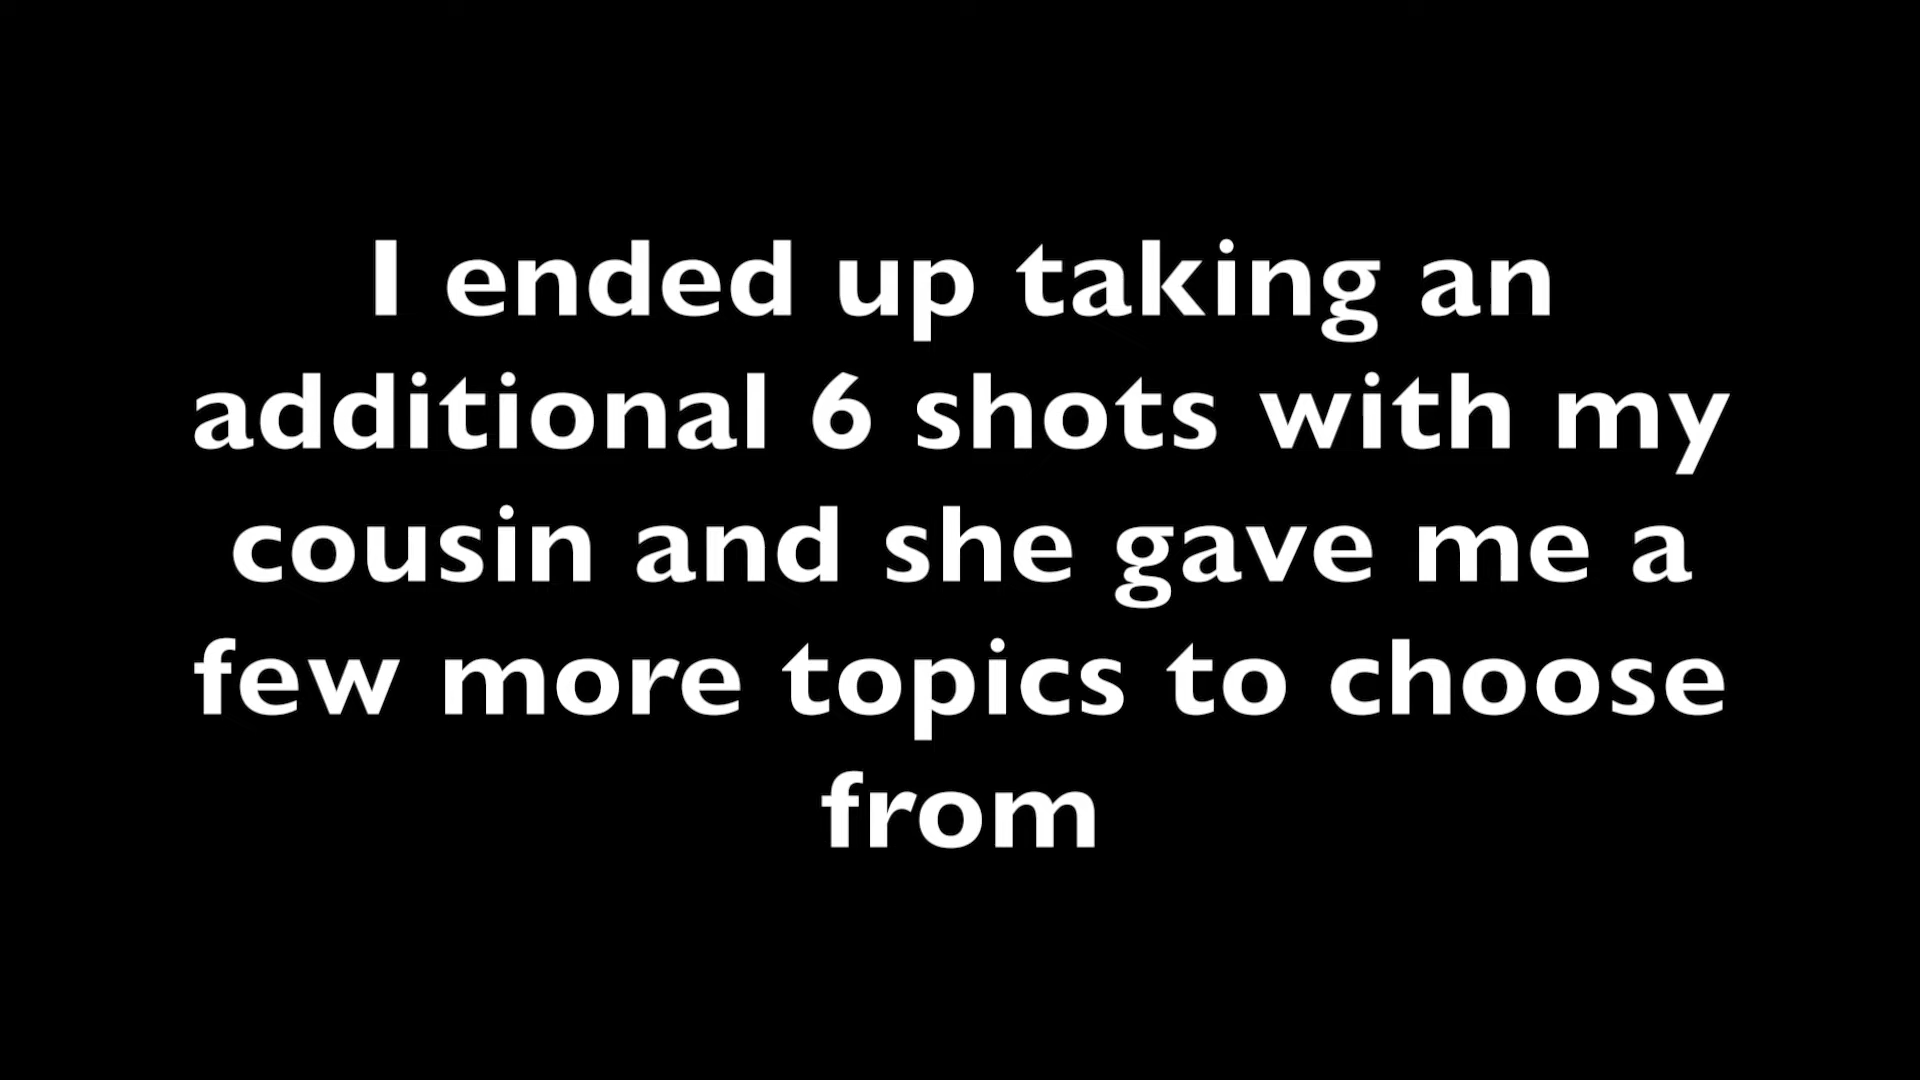 I ended up taking an
additional 6 shots with my
cousin and she gave me a
few more topics to choose
from